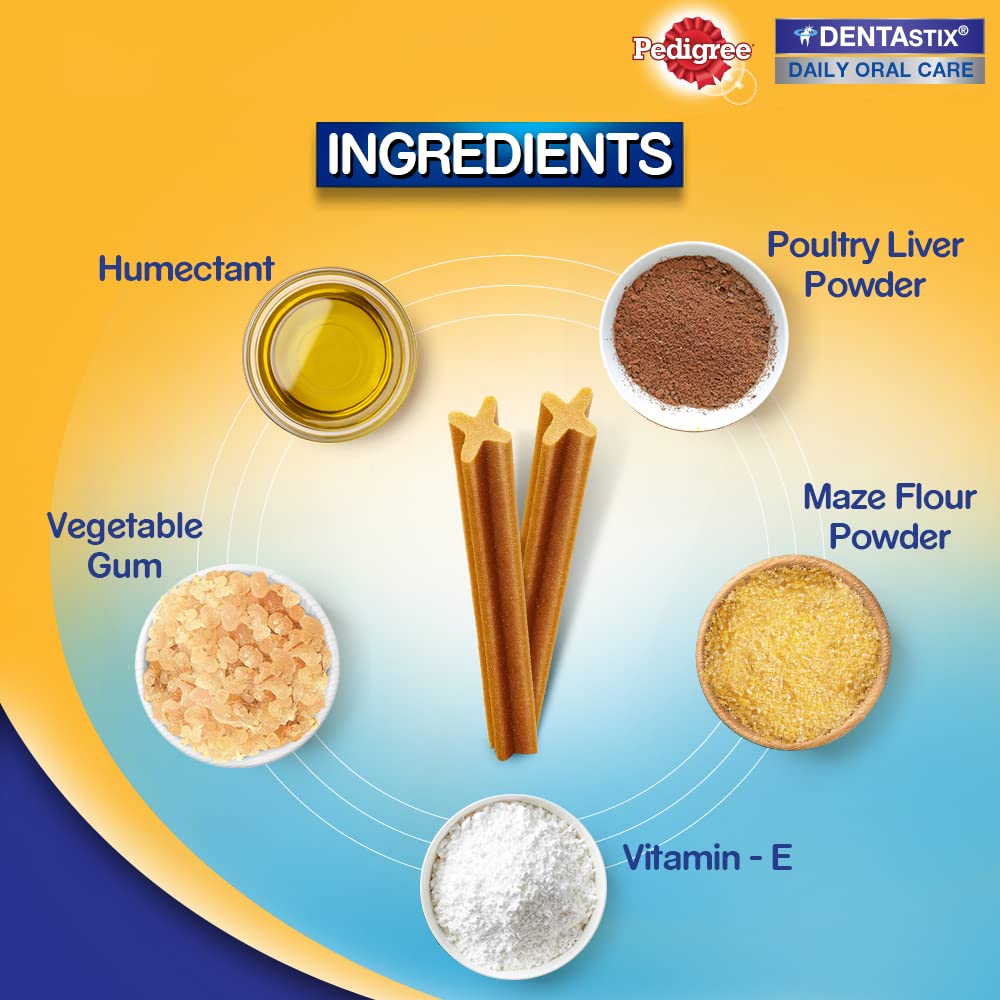 Pedigree
DENTASTIX®
DAILY ORAL CARE
INGREDIENTS
Humectant
Poultry Liver
Powder
Vegetable
Gum
Maze Flour
Powder
Vitamin - E